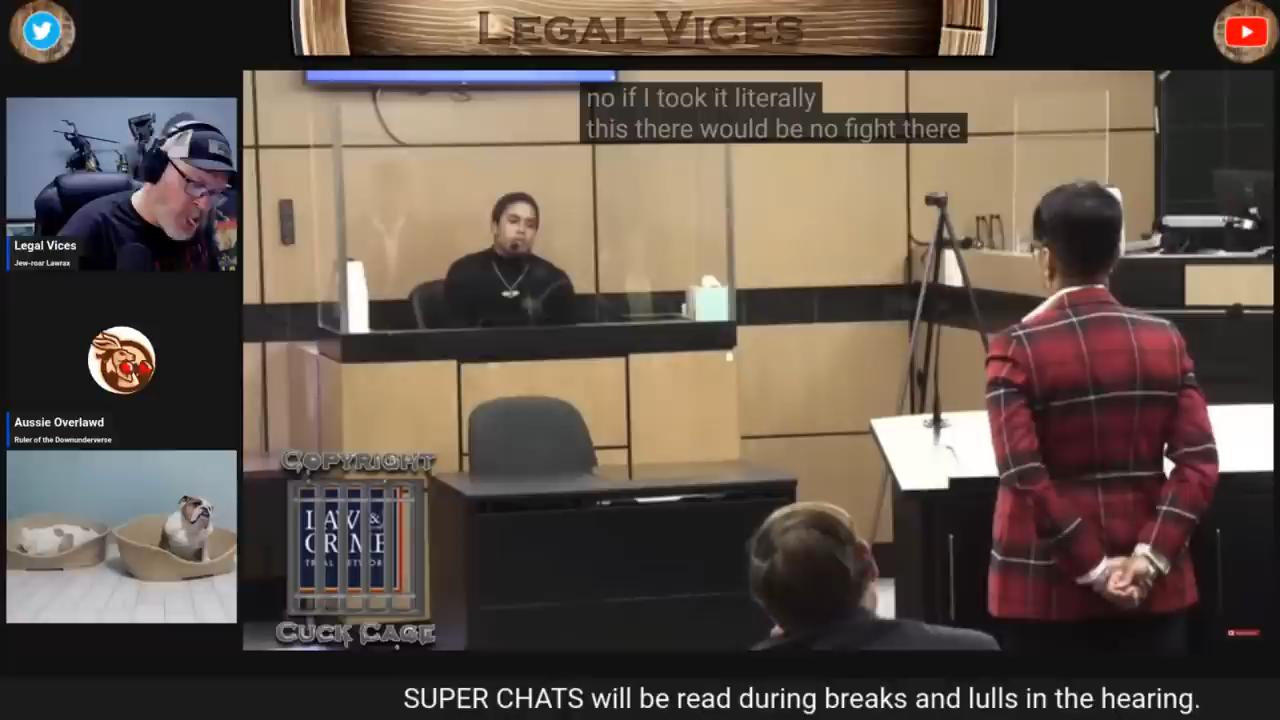 LEGAL VICES
no if I took it literally
this there would be no fight there
Legal Vices
Jew-roar Lawrax
Aussie Overlawd
Ruler of the Downunderverse
COPYRIGHT
LAW &
CRIME
CUCK CAGE
SUPER CHATS will be read during breaks and lulls in the hearing.